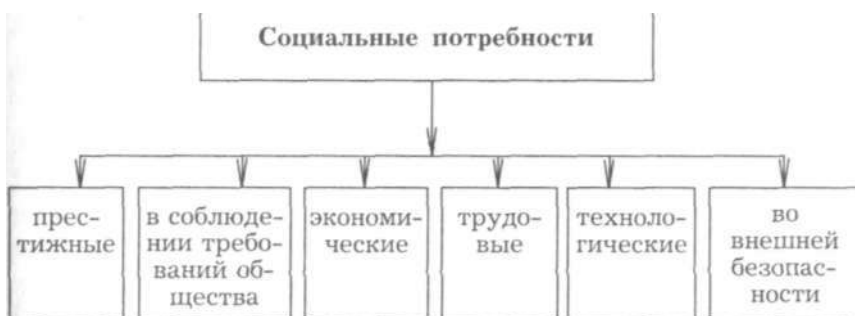 Социальные потребности
прес-
тижные
в соблюде-
нии требо-
ваний об-
щества
экономи-
ческие
трудо-
вые
техноло-
гические
во
внешней
безопас-
ности